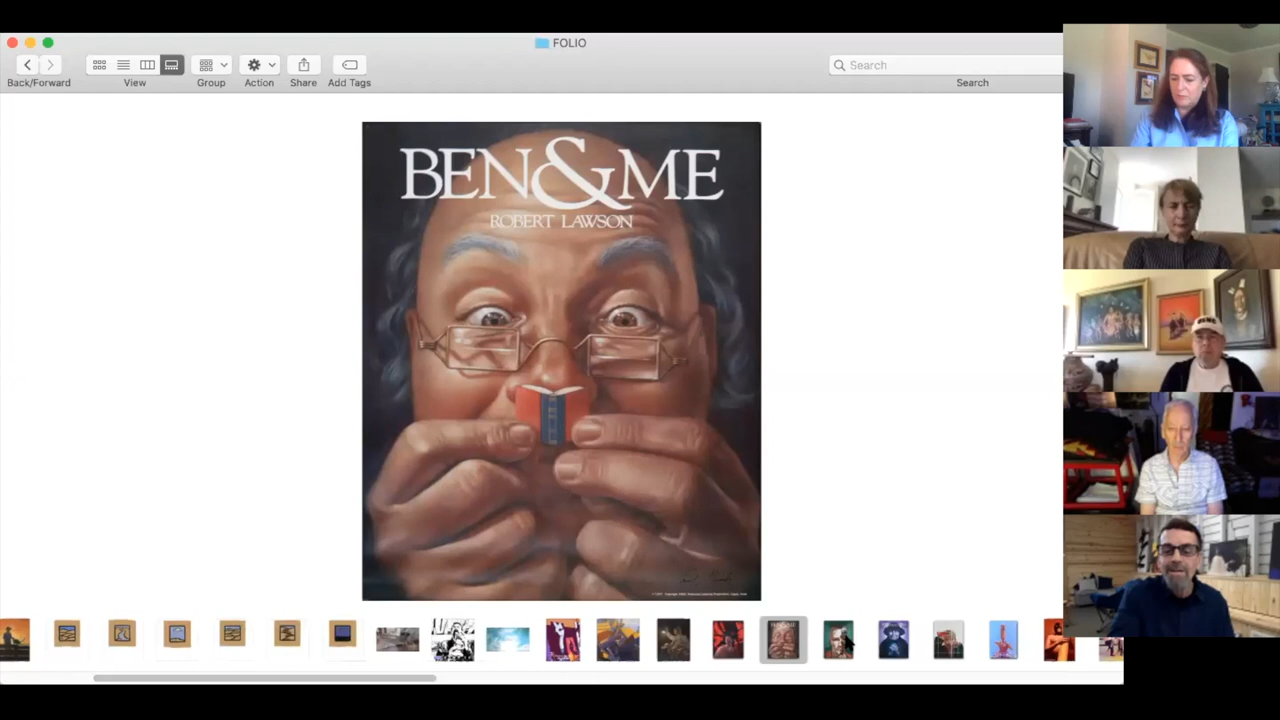 FOLIO
Back/Forward
View
Group
Action
Share
Add Tags
Search
Search
BEN & ME
ROBERT LAWSON